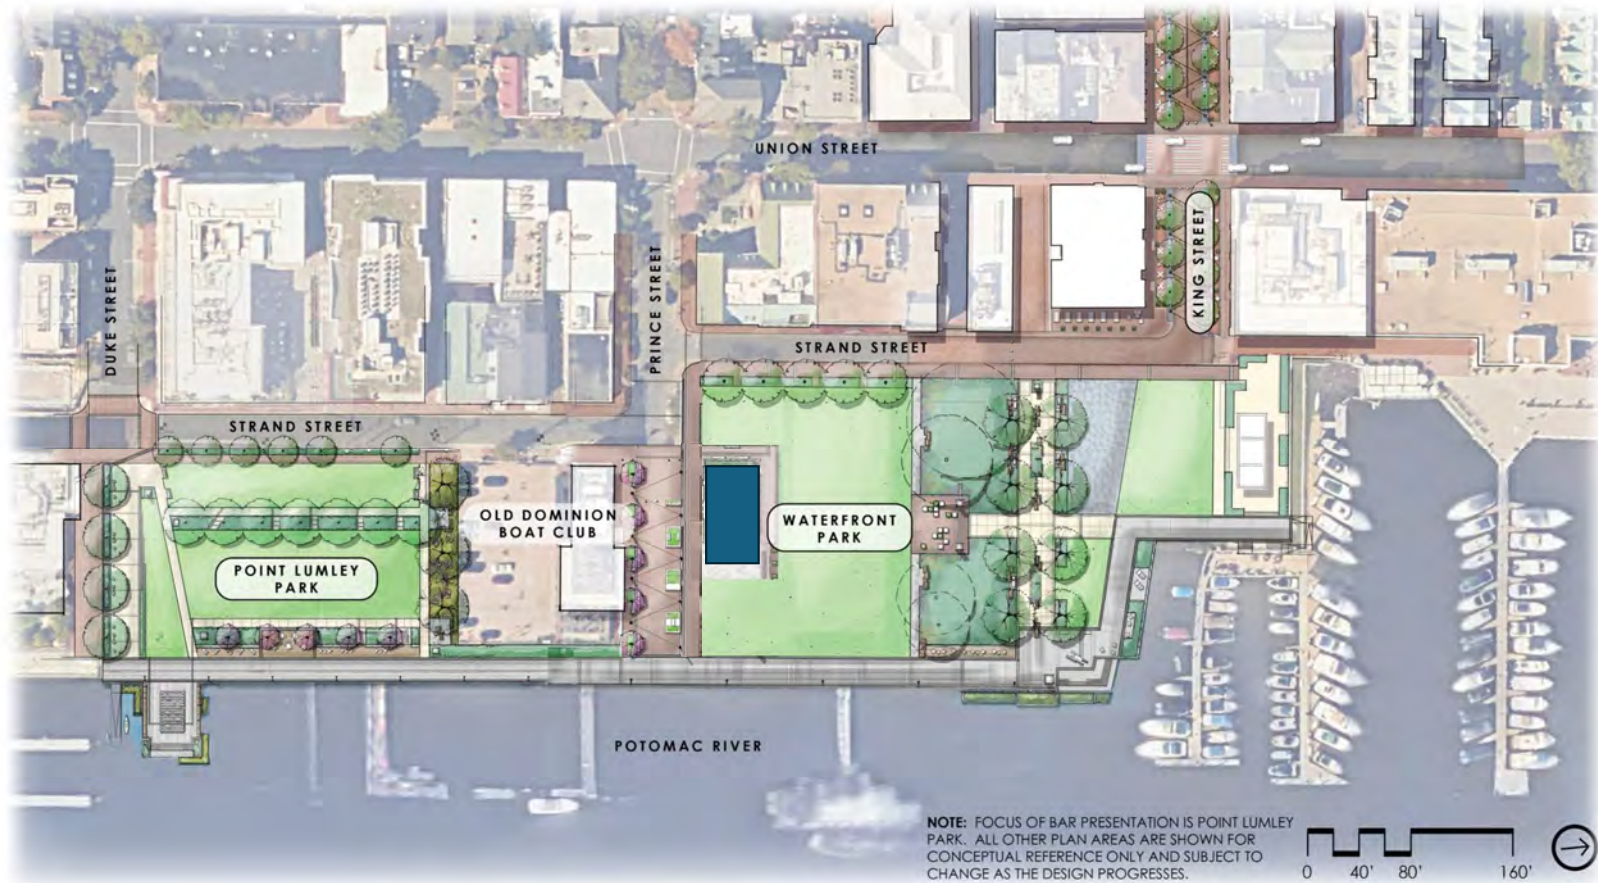 UNION STREET
KING STREET
DUKE STREET
PRINCE STREET
STRAND STREET
STRAND STREET
OLD DOMINION
BOAT CLUB
WATERFRONT
PARK
POINT LUMLEY
PARK
POTOMAC RIVER
NOTE: FOCUS OF BAR PRESENTATION IS POINT LUMLEY
PARK. ALL OTHER PLAN AREAS ARE SHOWN FOR
CONCEPTUAL REFERENCE ONLY AND SUBJECT TO
CHANGE AS THE DESIGN PROGRESSES.
0 40' 80' 160'